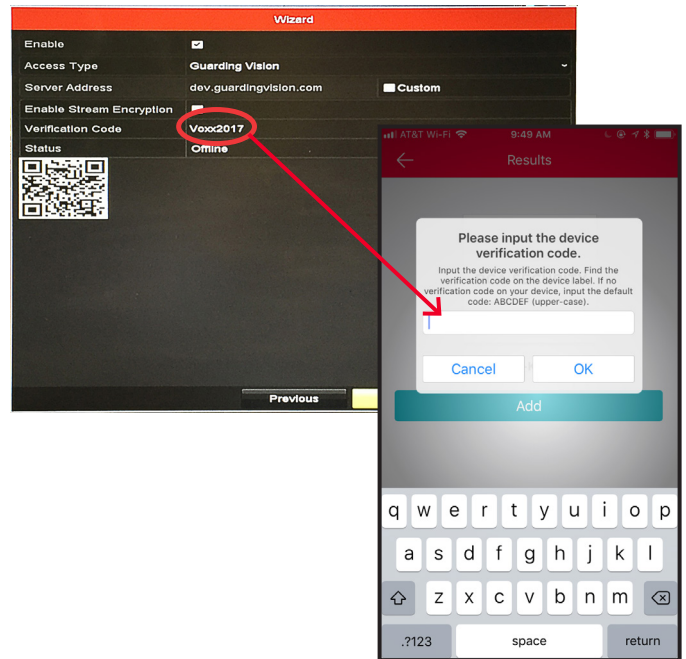 Wizard
Enable
Access Type Guarding Vision
Server Address dev.guardingvision.com Custom
Enable Stream Encryption
Verification Code Voxx2017
Status Offline
Previous
AT&T Wi-Fi 9:49 AM
Results
Please input the device
verification code.
Input the device verification code. Find the
verification code on the device label. If no
verification code on your device, input the default
code: ABCDEF (upper-case).
Cancel OK
Add
q w e r t y u i o p
a s d f g h j k l
z x c v b n m
.?123 space return